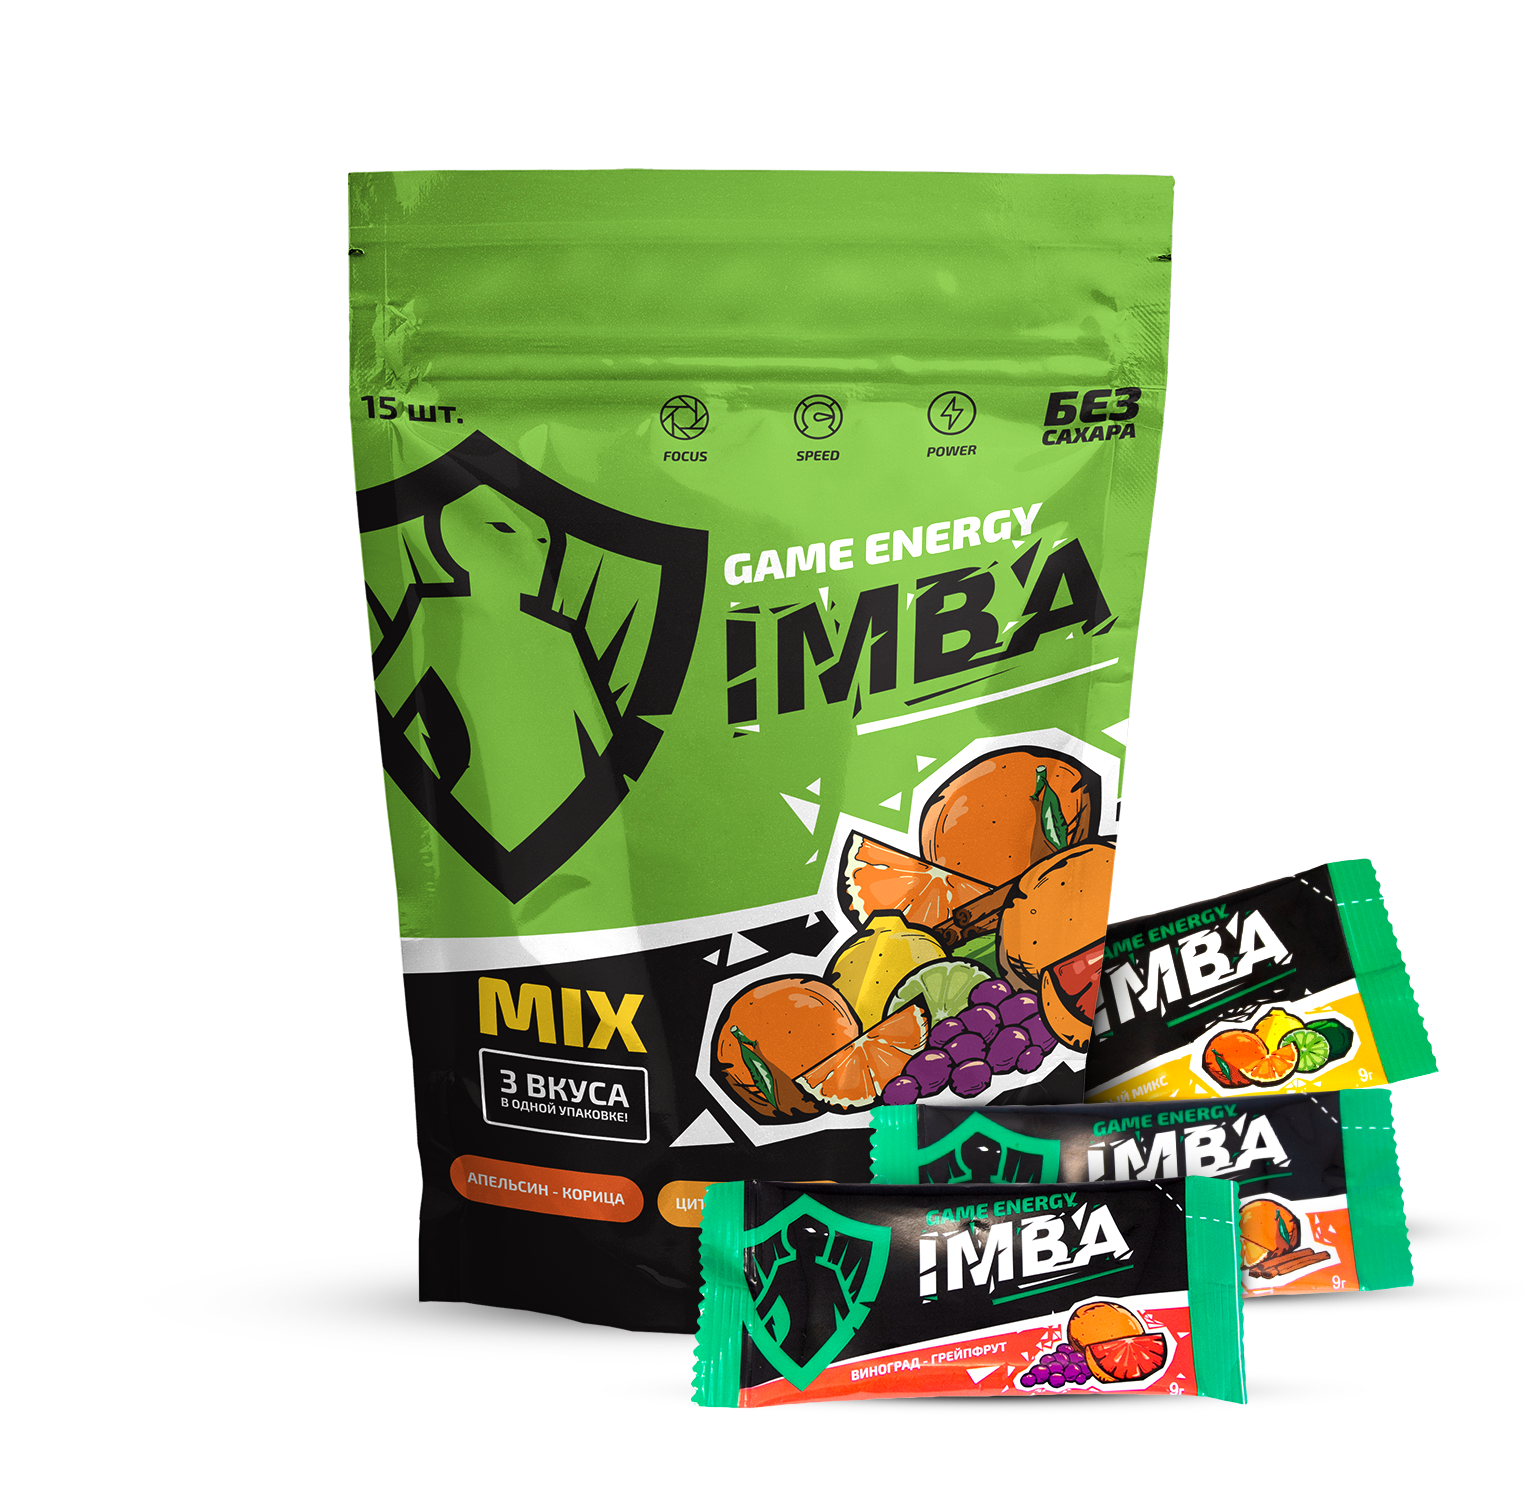 15 шт.
FOCUS
SPEED
POWER
БЕЗ
САХАРА
GAME ENERGY
IMBA
MIX
3 ВКУСА
В ОДНОЙ УПАКОВКЕ!
АПЕЛЬСИН - КОРИЦА
GAME ENERGY
IMBA
МИКС
9г
GAME ENERGY
IMBA
9г
GAME ENERGY
IMBA
ВИНОГРАД - ГРЕЙПФРУТ
9г